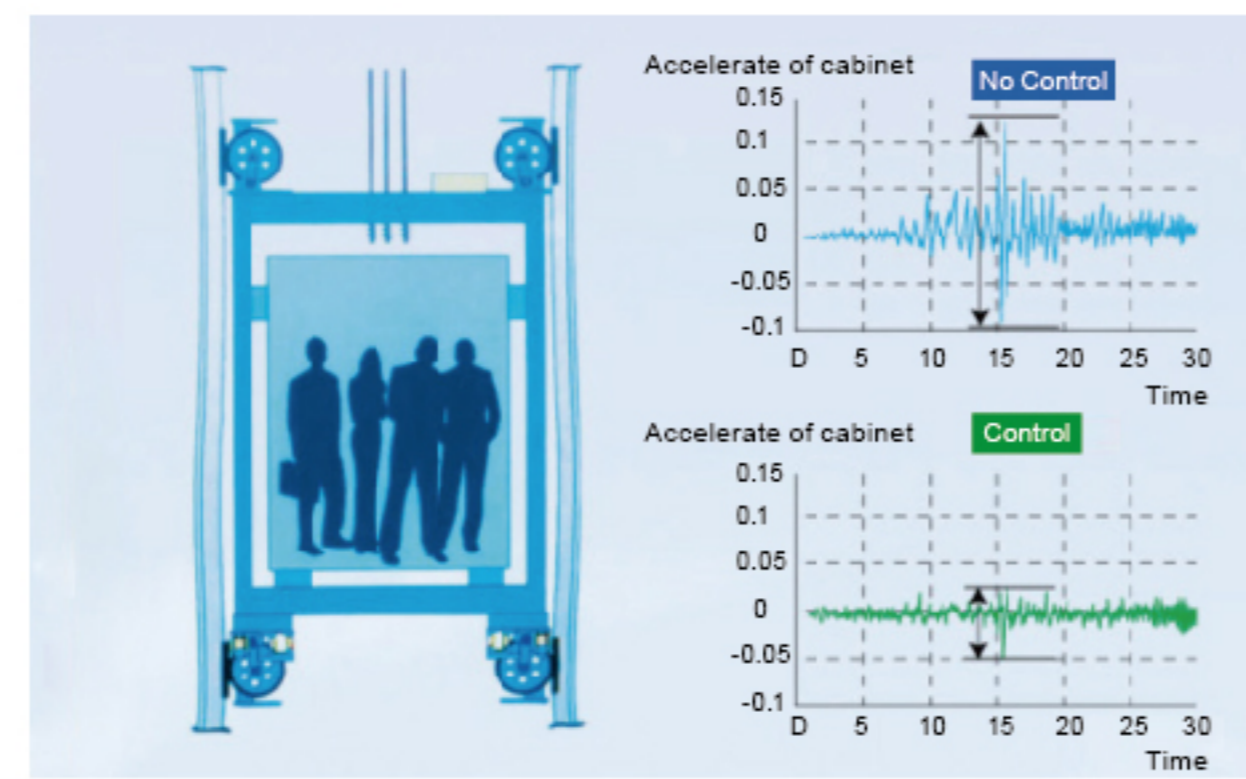 Accelerate of cabinet
No Control
0.15
0.1
0.05
0
-0.05
-0.1
D 5 10 15 20 25 30
Time
Accelerate of cabinet
Control
0.15
0.1
0.05
0
-0.05
-0.1
D 5 10 15 20 25 30
Time